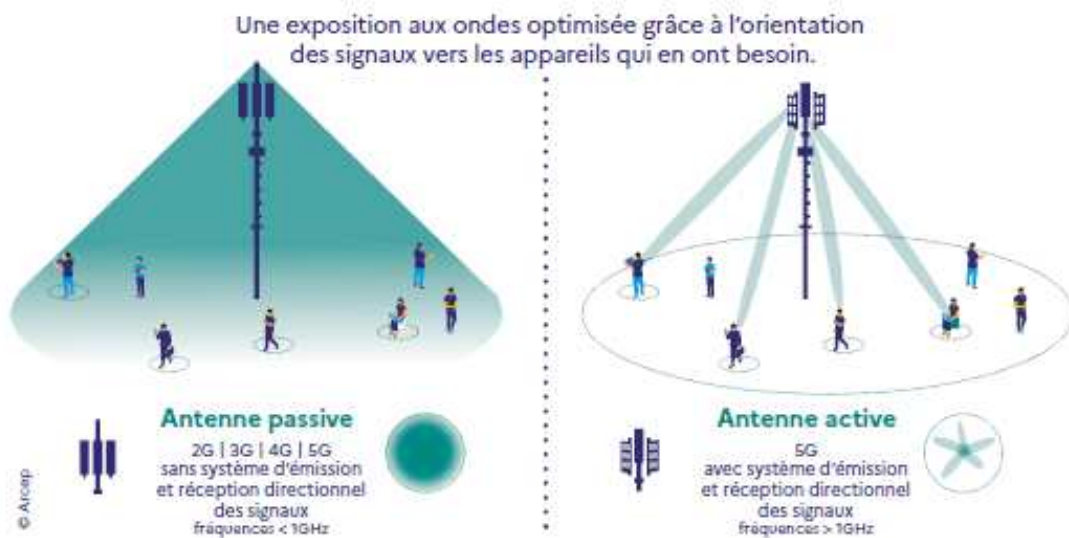 Une exposition aux ondes optimisée grâce à l'orientation
des signaux vers les appareils qui en ont besoin.
Antenne passive
2G | 3G | 4G | 5G
sans système d'émission
et réception directionnel
des signaux
fréquences < 1GHz
Antenne active
5G
avec système d'émission
et réception directionnel
des signaux
fréquences > 1GHz
© Arcep